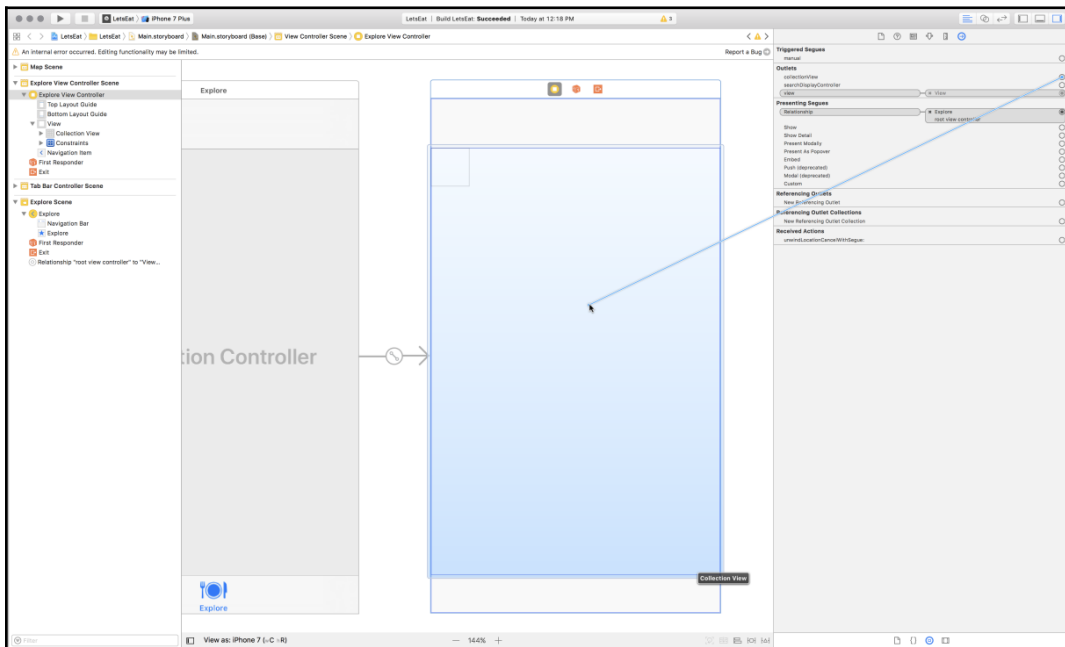 LetsEat
iPhone 7 Plus
LetsEat | Build LetsEat: Succeeded | Today at 12:18 PM
3
LetsEat
LetsEat
Main.storyboard
Main.storyboard (Base)
View Controller Scene
Explore View Controller
An internal error occurred. Editing functionality may be limited.
Report a Bug
Map Scene
Explore View Controller Scene
Explore View Controller
Top Layout Guide
Bottom Layout Guide
View
Collection View
Constraints
Navigation Item
First Responder
Exit
Tab Bar Controller Scene
Explore Scene
Explore
Navigation Bar
Explore
First Responder
Exit
Relationship "root view controller" to "View...
Filter
Explore
tion Controller
Explore
Collection View
View as: iPhone 7 (wC hR)
144%
Triggered Segues
manual
Outlets
collectionView
searchDisplayController
view
View
Presenting Segues
Relationship
Explore
root view controller
Show
Show Detail
Present Modally
Present As Popover
Embed
Push (deprecated)
Modal (deprecated)
Custom
Referencing Outlets
New Referencing Outlet
Referencing Outlet Collections
New Referencing Outlet Collection
Received Actions
unwindLocationCancelWithSegue: